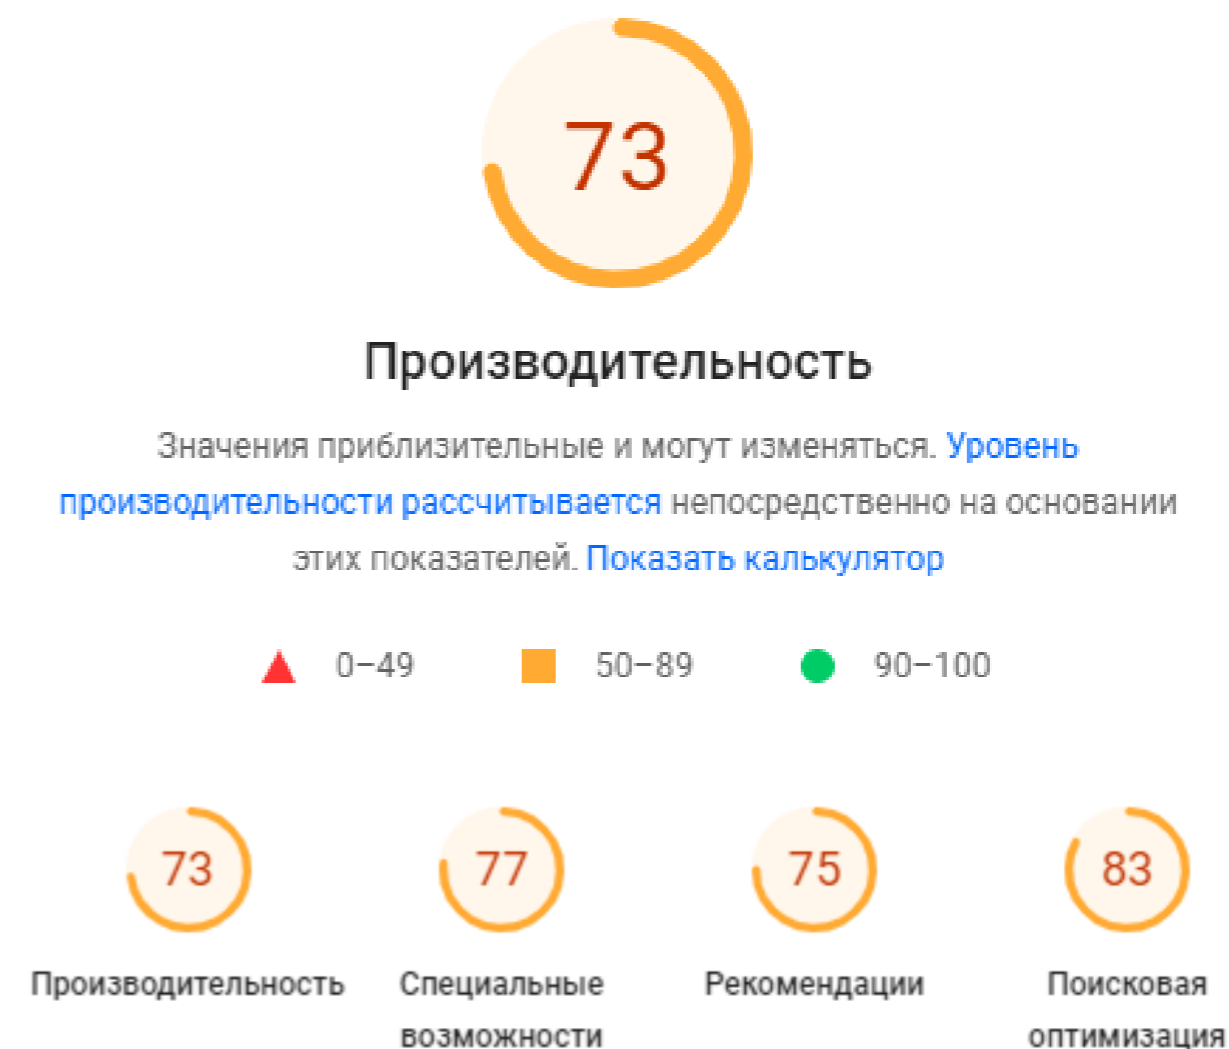 73
Производительность
Значения приблизительные и могут изменяться. Уровень
производительности рассчитывается непосредственно на основании
этих показателей. Показать калькулятор
0–49 50–89 90–100
73 77 75 83
Производительность Специальные возможности Рекомендации Поисковая оптимизация